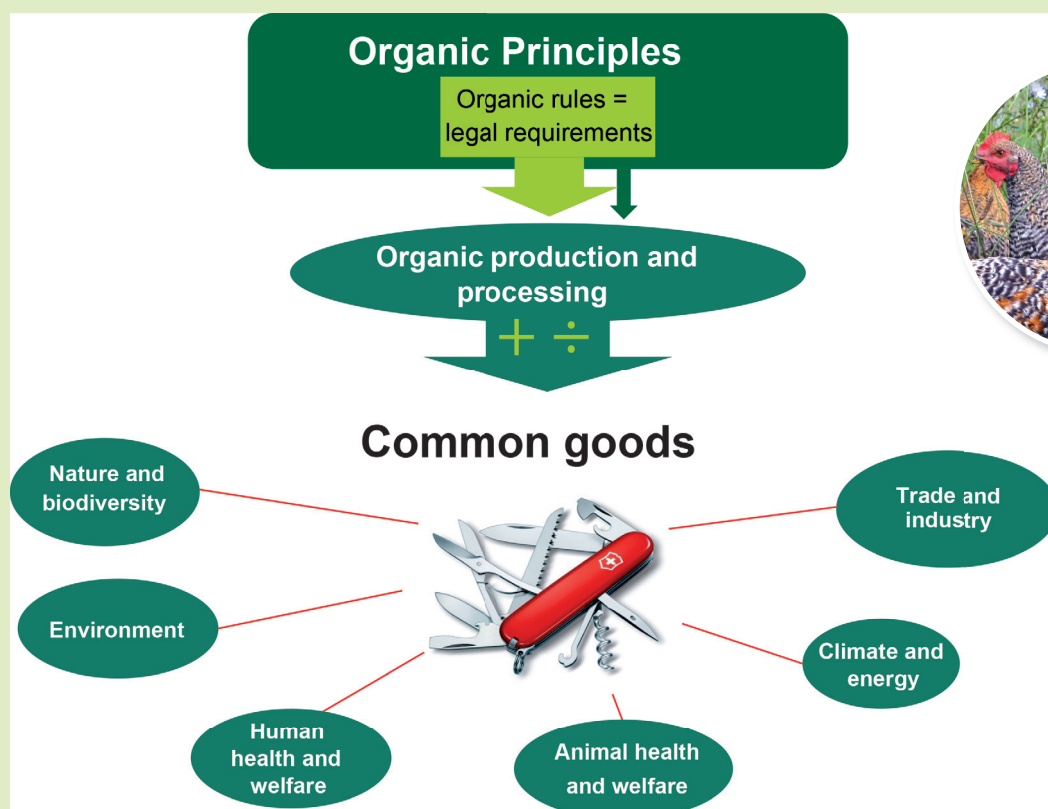 Organic Principles
Organic rules =
legal requirements
Organic production and
processing
+ ÷
Common goods
Nature and
biodiversity
Trade and
industry
Environment
Climate and
energy
Human
health and
welfare
Animal health
and welfare